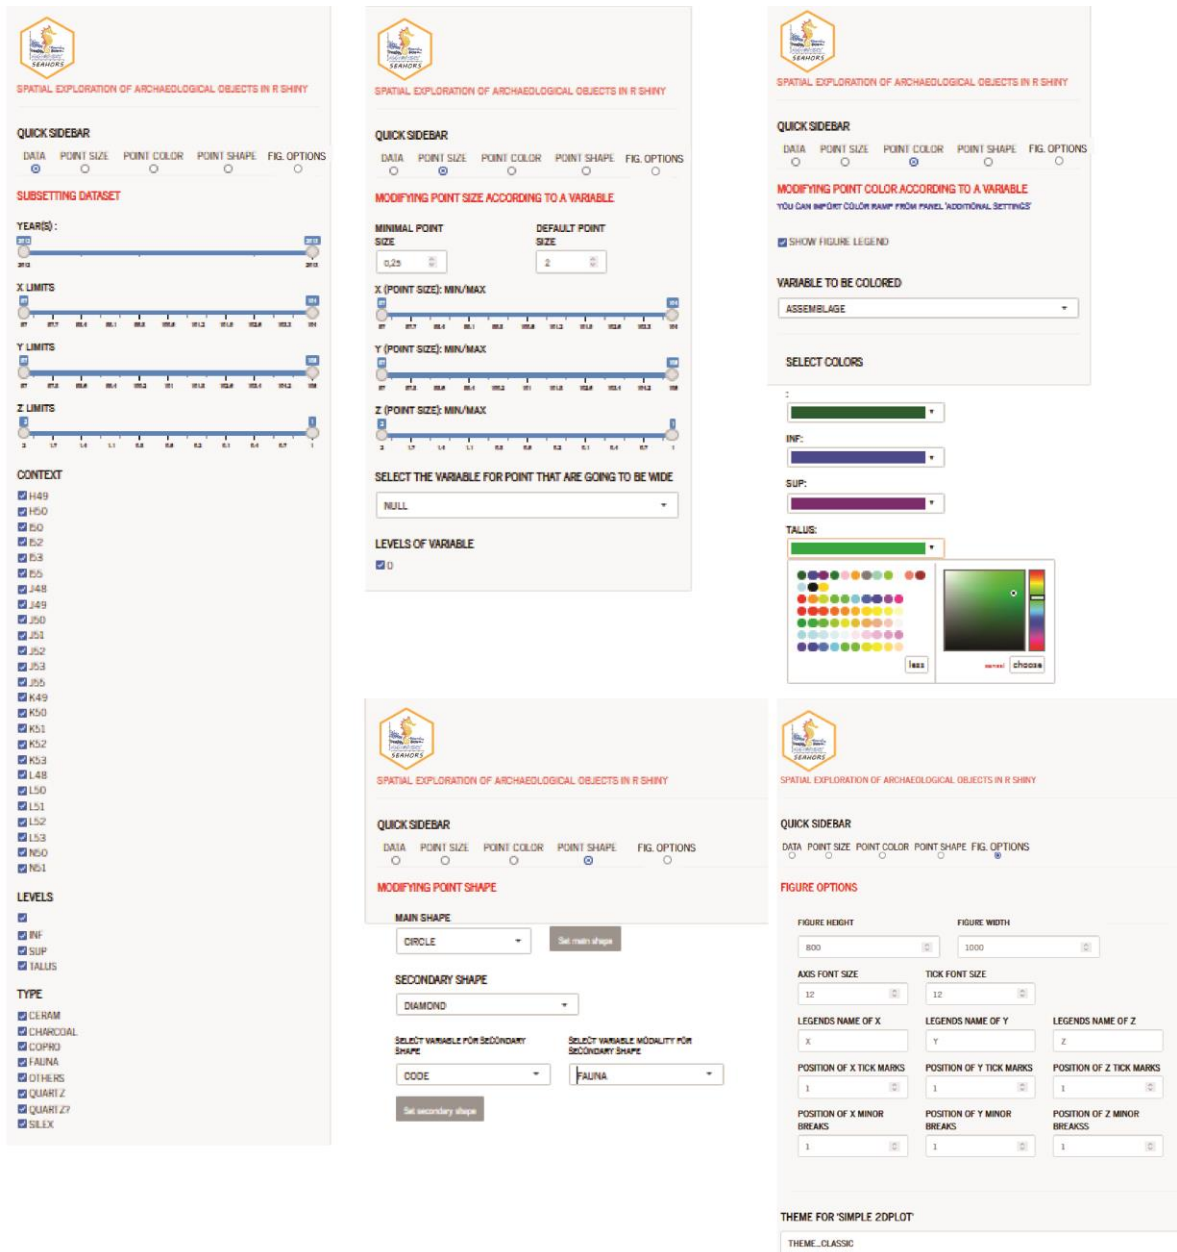 SEAHORS
SPATIAL EXPLORATION OF ARCHAEOLOGICAL OBJECTS IN R SHINY
QUICK SIDEBAR
DATA POINT SIZE POINT COLOR POINT SHAPE FIG. OPTIONS
SUBSETTING DATASET
YEAR(S) :
X LIMITS
Y LIMITS
Z LIMITS
CONTEXT
H49
H50
I50
I52
I53
I55
J48
J49
J50
J51
J52
J53
J55
K49
K50
K51
K52
K53
L48
L50
L51
L52
L53
N50
N51
LEVELS
INF
SUP
TALUS
TYPE
CERAM
CHARCOAL
COPRO
FAUNA
OTHERS
QUARTZ
QUARTZ?
SILEX
SEAHORS
SPATIAL EXPLORATION OF ARCHAEOLOGICAL OBJECTS IN R SHINY
QUICK SIDEBAR
DATA POINT SIZE POINT COLOR POINT SHAPE FIG. OPTIONS
MODIFYING POINT SIZE ACCORDING TO A VARIABLE
MINIMAL POINT SIZE
DEFAULT POINT SIZE
0,25 2
X (POINT SIZE): MIN/MAX
Y (POINT SIZE): MIN/MAX
Z (POINT SIZE): MIN/MAX
SELECT THE VARIABLE FOR POINT THAT ARE GOING TO BE WIDE
NULL
LEVELS OF VARIABLE
0
SEAHORS
SPATIAL EXPLORATION OF ARCHAEOLOGICAL OBJECTS IN R SHINY
QUICK SIDEBAR
DATA POINT SIZE POINT COLOR POINT SHAPE FIG. OPTIONS
MODIFYING POINT COLOR ACCORDING TO A VARIABLE
YOU CAN IMPORT COLOR RAMP FROM PANEL 'ADDITIONAL SETTINGS'
SHOW FIGURE LEGEND
VARIABLE TO BE COLORED
ASSEMBLAGE
SELECT COLORS
:
INF:
SUP:
TALUS:
less cancel choose
SEAHORS
SPATIAL EXPLORATION OF ARCHAEOLOGICAL OBJECTS IN R SHINY
QUICK SIDEBAR
DATA POINT SIZE POINT COLOR POINT SHAPE FIG. OPTIONS
MODIFYING POINT SHAPE
MAIN SHAPE
CIRCLE Set main shape
SECONDARY SHAPE
DIAMOND
SELECT VARIABLE FOR SECONDARY SHAPE
SELECT VARIABLE MODALITY FOR SECONDARY SHAPE
CODE FAUNA
Set secondary shape
SEAHORS
SPATIAL EXPLORATION OF ARCHAEOLOGICAL OBJECTS IN R SHINY
QUICK SIDEBAR
DATA POINT SIZE POINT COLOR POINT SHAPE FIG. OPTIONS
FIGURE OPTIONS
FIGURE HEIGHT FIGURE WIDTH
800 1000
AXIS FONT SIZE TICK FONT SIZE
12 12
LEGENDS NAME OF X LEGENDS NAME OF Y LEGENDS NAME OF Z
X Y Z
POSITION OF X TICK MARKS POSITION OF Y TICK MARKS POSITION OF Z TICK MARKS
1 1 1
POSITION OF X MINOR BREAKS
POSITION OF Y MINOR BREAKS
POSITION OF Z MINOR BREAKSS
1 1 1
THEME FOR 'SIMPLE 2DPLOT'
THEME_CLASSIC